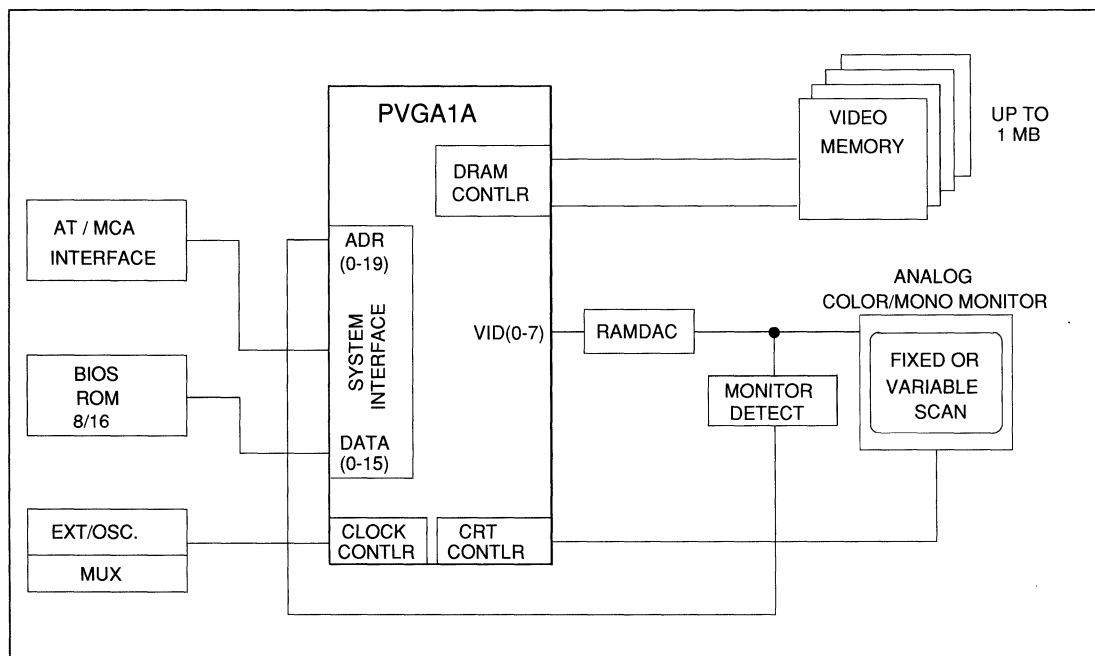 PVGA1A
DRAM
CONTLR
VIDEO
MEMORY
UP TO
1 MB
AT / MCA
INTERFACE
ADR
(0-19)
SYSTEM
INTERFACE
BIOS
ROM
8/16
DATA
(0-15)
EXT/OSC.
MUX
CLOCK
CONTLR
CRT
CONTLR
VID(0-7)
RAMDAC
MONITOR
DETECT
ANALOG
COLOR/MONO MONITOR
FIXED OR
VARIABLE
SCAN